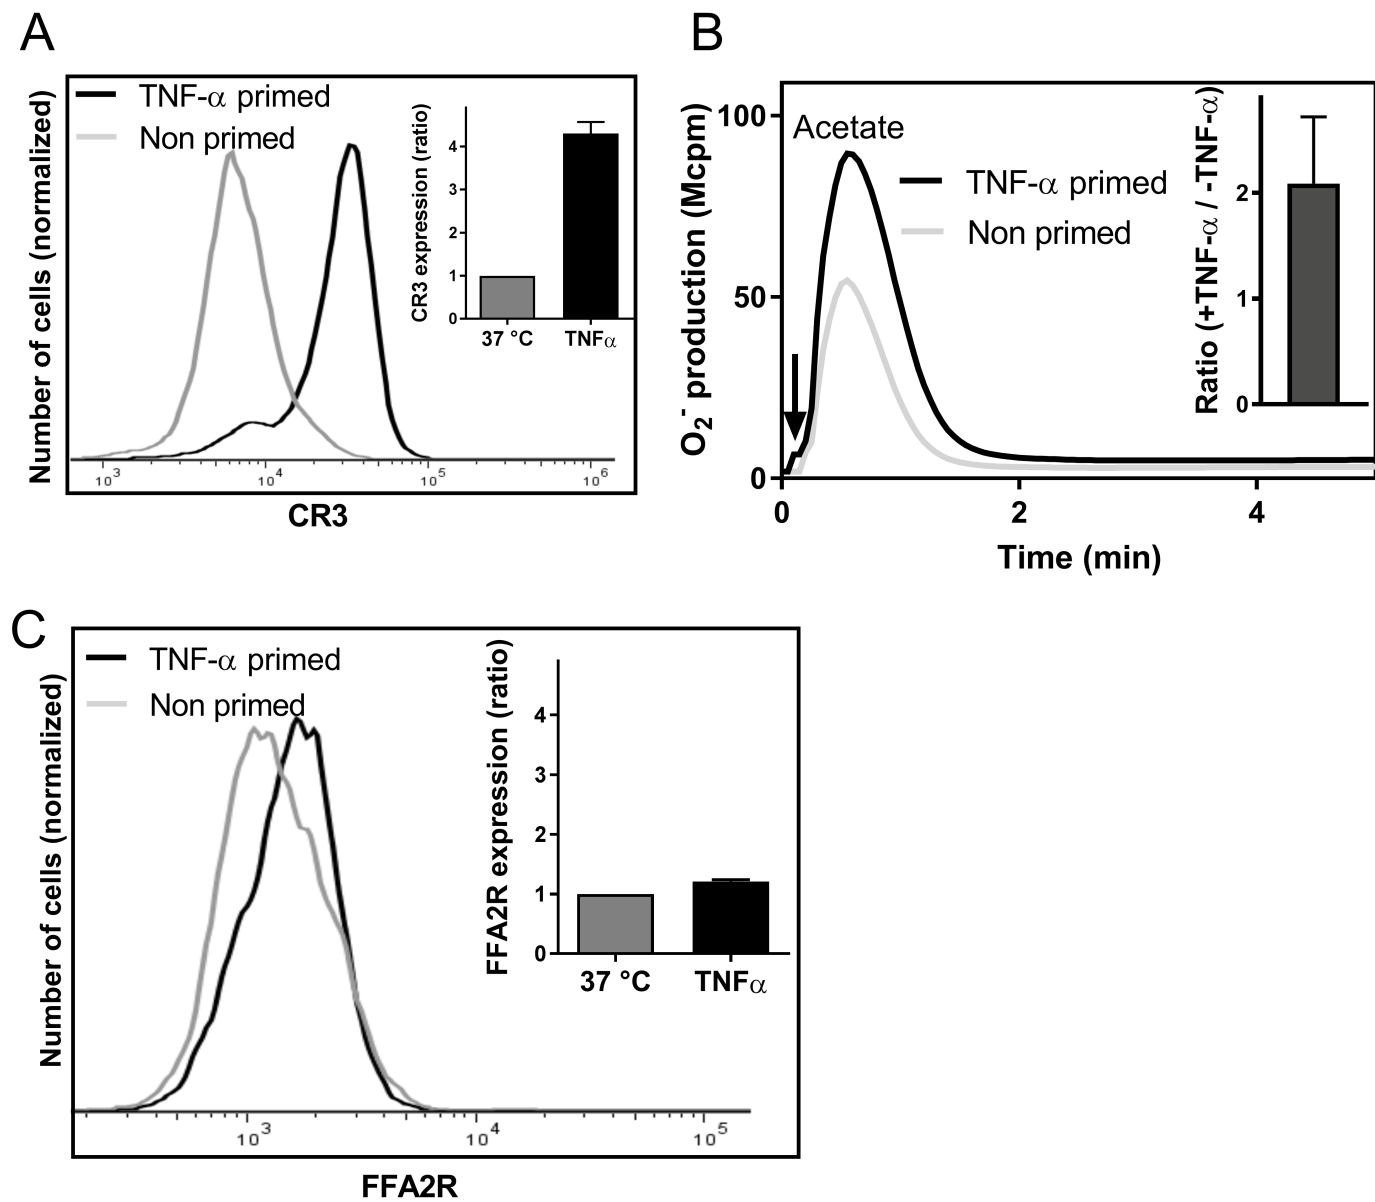 A
TNF-α primed
Non primed
Number of cells (normalized)
10³
10⁴
10⁵
10⁶
CR3
CR3 expression (ratio)
4
3
2
1
0
37 °C
TNFα
B
O₂⁻ production (Mcpm)
100
50
0
Acetate
TNF-α primed
Non primed
0
2
4
Time (min)
Ratio (+TNF-α / -TNF-α)
2
1
0
C
TNF-α primed
Non primed
Number of cells (normalized)
10³
10⁴
10⁵
FFA2R
FFA2R expression (ratio)
4
3
2
1
0
37 °C
TNFα